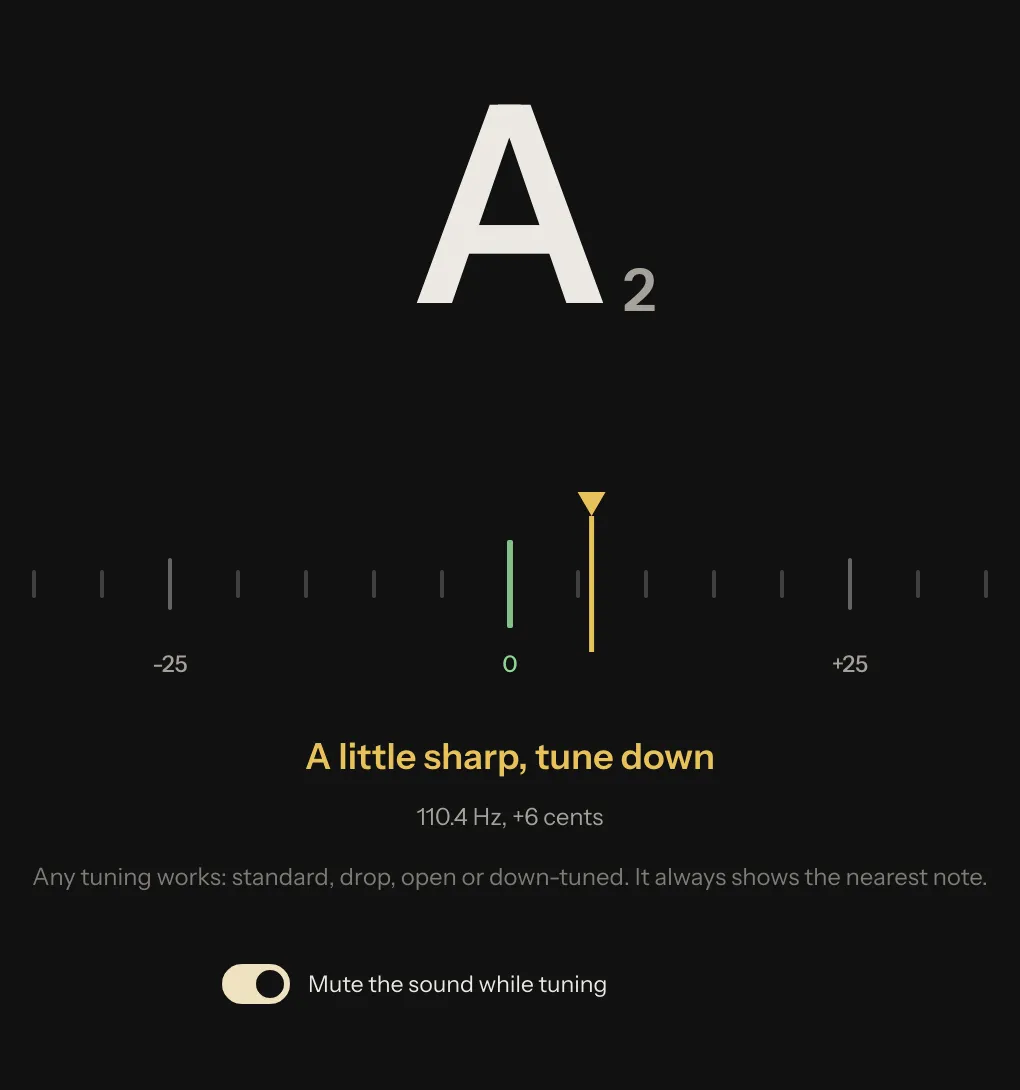 A2
-25 0 +25
A little sharp, tune down
110.4 Hz, +6 cents
Any tuning works: standard, drop, open or down-tuned. It always shows the nearest note.
Mute the sound while tuning